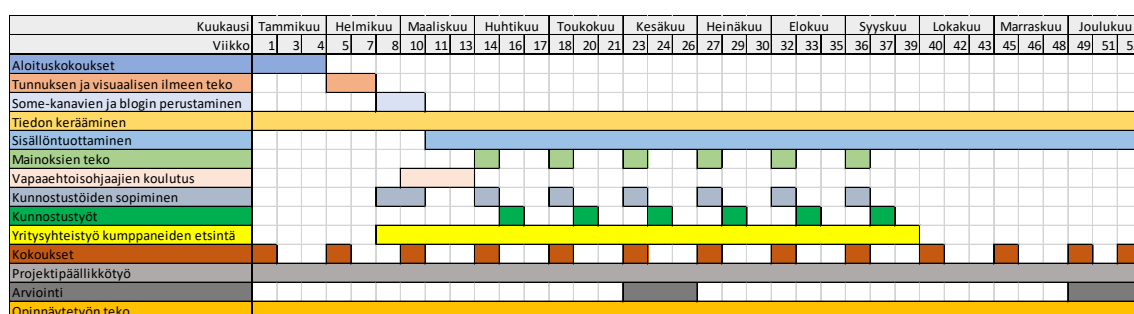 Kuukausi Tammikuu Helmikuu Maaliskuu Huhtikuu Toukokuu Kesäkuu Heinäkuu Elokuu Syyskuu Lokakuu Marraskuu Joulukuu
Viikko 1 3 4 5 7 8 10 11 13 14 16 17 18 20 21 23 24 26 27 29 30 32 33 35 36 37 39 40 42 43 45 46 48 49 51
Aloituskokoukset
Tunnuksen ja visuaalisen ilmeen teko
Some-kanavien ja blogin perustaminen
Tiedon kerääminen
Sisällöntuottaminen
Mainoksien teko
Vapaaehtoisohjaajien koulutus
Kunnostustöiden sopiminen
Kunnostustyöt
Yritysyhteistyö kumppaneiden etsintä
Kokoukset
Projektipäällikkötyö
Arviointi
Opinnäytetyön teko